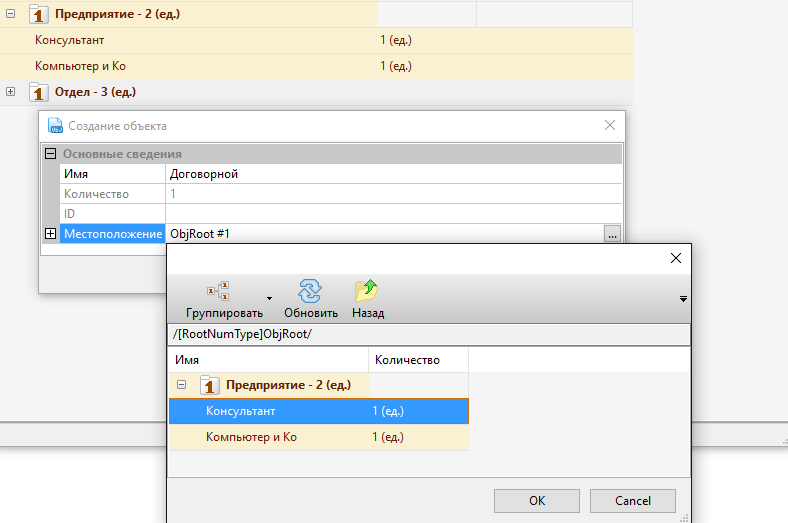 Предприятие - 2 (ед.)
Консультант 1 (ед.)
Компьютер и Ко 1 (ед.)
Отдел - 3 (ед.)
Создание объекта
Основные сведения
Имя Договорной
Количество 1
ID
Местоположение ObjRoot #1 ...
Группировать Обновить Назад
/[RootNumType]ObjRoot/
Имя Количество
Предприятие - 2 (ед.)
Консультант 1 (ед.)
Компьютер и Ко 1 (ед.)
OK Cancel